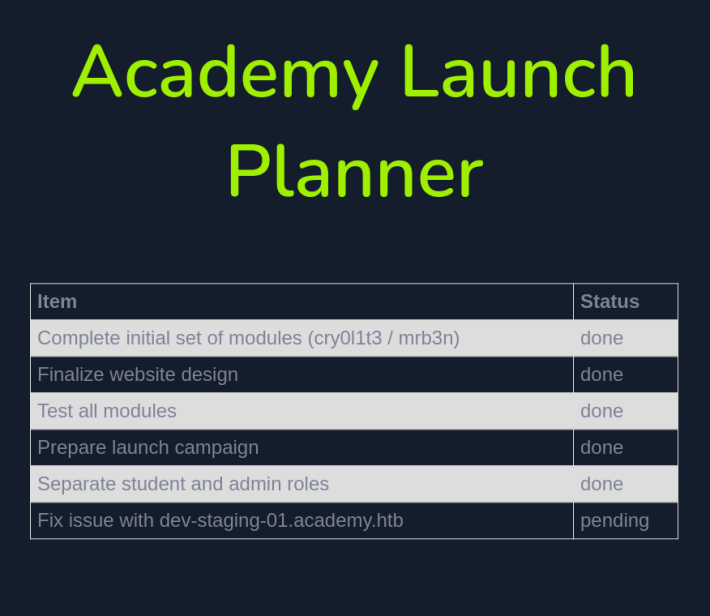 Academy Launch
Planner
Item Status
Complete initial set of modules (cry0l1t3 / mrb3n) done
Finalize website design done
Test all modules done
Prepare launch campaign done
Separate student and admin roles done
Fix issue with dev-staging-01.academy.htb pending